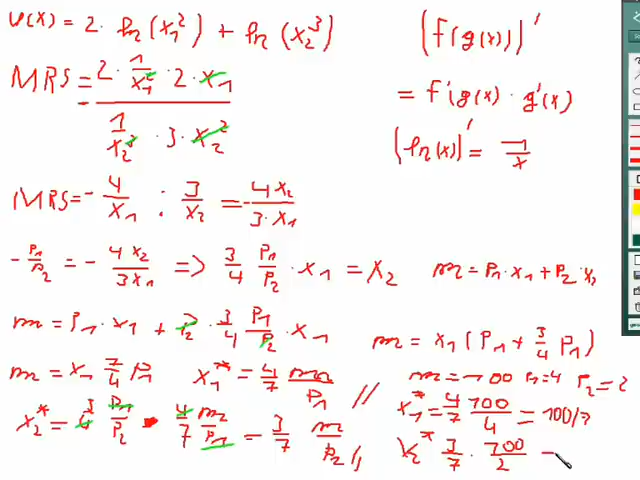 U(x) = 2 · ln (x₁²) + ln (x₂³)
(f(g(x))'
MRS = - (2 · 1/x₁² · 2 · x₁) / (1/x₂³ · 3 · x₂²)
= f'(g(x) · g'(x)
(ln(x))' = 1/x
MRS = - 4/x₁ : 3/x₂ = - 4x₂/3·x₁
- P₁/P₂ = - 4x₂/3x₁ => 3/4 P₁/P₂ · x₁ = x₂
m = P₁ · x₁ + P₂ · x₂
m = P₁ · x₁ + P₂ · 3/4 P₁/P₂ · x₁
m = x₁ (P₁ + 3/4 P₁)
m = x₁ 7/4 P₁
x₁* = 4/7 m/P₁ //
m = 100 P₁ = 4 P₂ = 2
x₂* = 3/4 P₁/P₂ · 4/7 m/P₁ = 3/7 m/P₂ //
x₁* = 4/7 100/4 = 100/7
x₂* 3/7 · 100/2 =